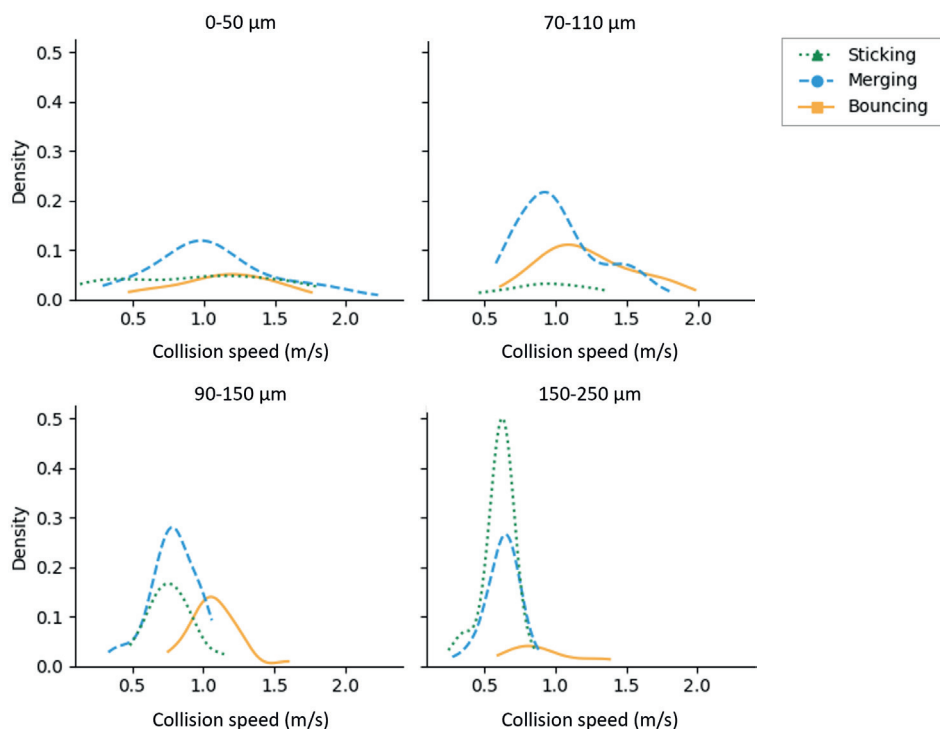 0-50 µm
70-110 µm
Sticking
Merging
Bouncing
Density
0.5
0.4
0.3
0.2
0.1
0.0
0.5 1.0 1.5 2.0
0.5 1.0 1.5 2.0
Collision speed (m/s)
Collision speed (m/s)
90-150 µm
150-250 µm
Density
0.5
0.4
0.3
0.2
0.1
0.0
0.5 1.0 1.5 2.0
0.5 1.0 1.5 2.0
Collision speed (m/s)
Collision speed (m/s)